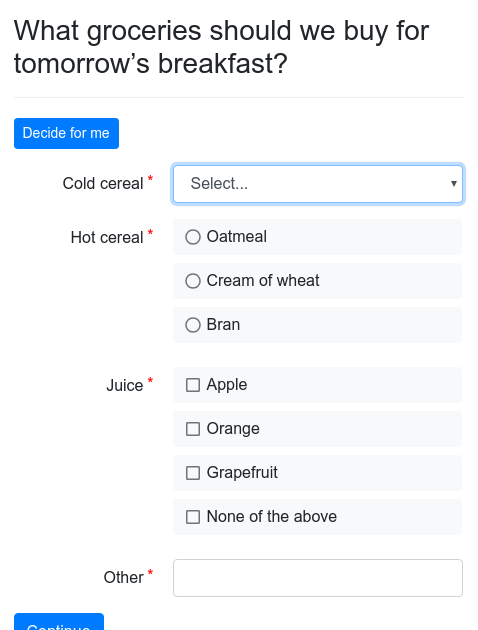 What groceries should we buy for
tomorrow’s breakfast?
Decide for me
Cold cereal *
Select...
Hot cereal *
Oatmeal
Cream of wheat
Bran
Juice *
Apple
Orange
Grapefruit
None of the above
Other *
Continue